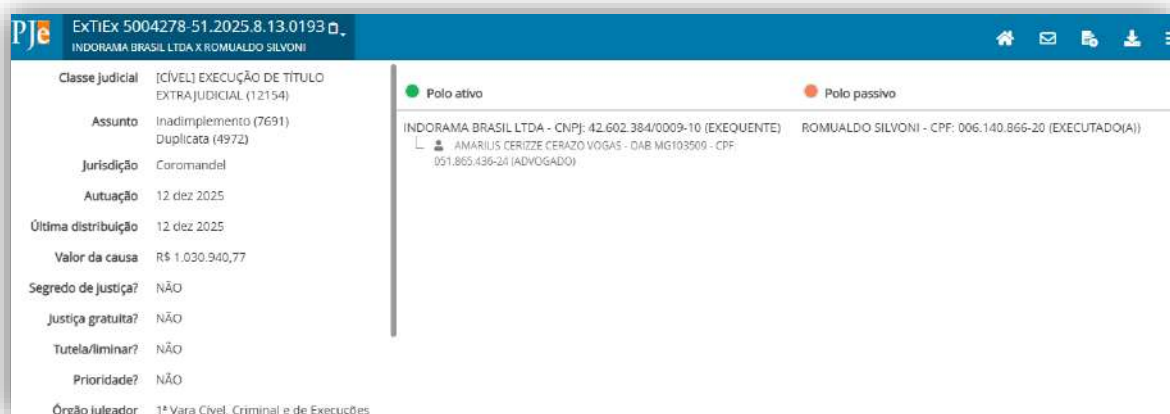 PJe
ExTiEx 5004278-51.2025.8.13.0193
INDORAMA BRASIL LTDA X ROMUALDO SILVONI
Classe judicial [CÍVEL] EXECUÇÃO DE TÍTULO
EXTRAJUDICIAL (12154)
Assunto Inadimplemento (7691)
Duplicata (4972)
Jurisdição Coromandel
Autuação 12 dez 2025
Última distribuição 12 dez 2025
Valor da causa R$ 1.030.940,77
Segredo de justiça? NÃO
Justiça gratuita? NÃO
Tutela/liminar? NÃO
Prioridade? NÃO
Órgão julgador 1ª Vara Cível, Criminal e de Execuções
Polo ativo
INDORAMA BRASIL LTDA - CNPJ: 42.602.384/0009-10 (EXEQUENTE)
AMARILIS CERIZZE CERAZO VOGAS - OAB MG103509 - CPF:
051.865.436-24 (ADVOGADO)
Polo passivo
ROMUALDO SILVONI - CPF: 006.140.866-20 (EXECUTADO(A))